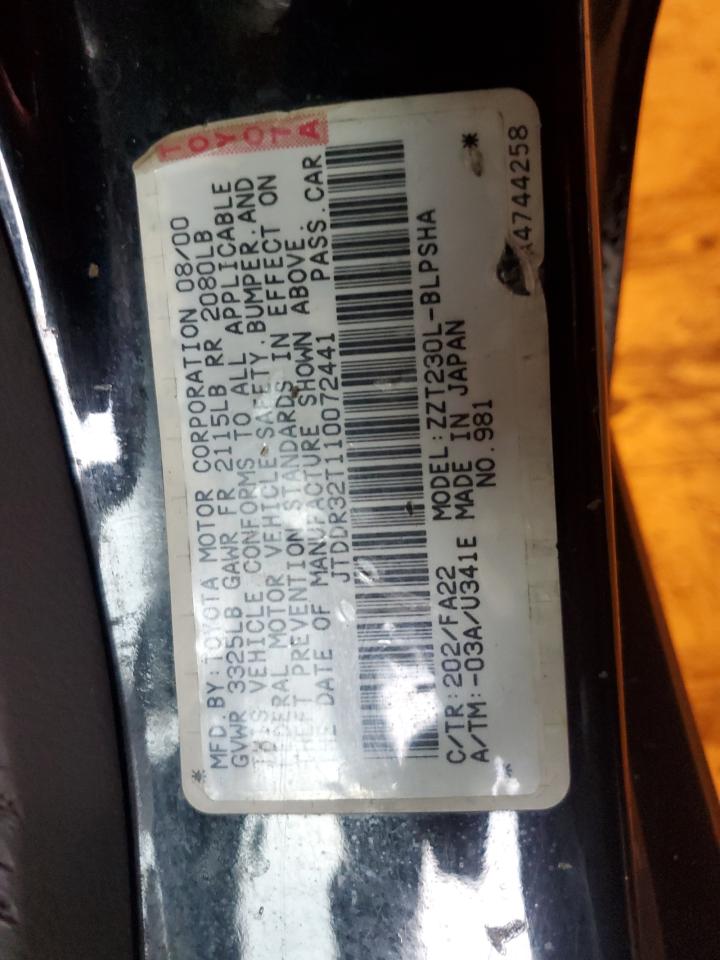 TOYOTA
MFD.BY:TOYOTA MOTOR CORPORATION 08/00
GVWR 3325LB GAWR FR 2115LB RR 2080LB
THIS VEHICLE CONFORMS TO ALL APPLICABLE
FEDERAL MOTOR VEHICLE SAFETY,BUMPER,AND
THEFT PREVENTION STANDARDS IN EFFECT ON
DATE OF MANUFACTURE SHOWN ABOVE.
JTDDR32T110072441 PASS.CAR
C/TR:202/FA22 MODEL:ZZT230L-BLPSHA
A/TM:-03A/U341E MADE IN JAPAN
NO.981
A4744258